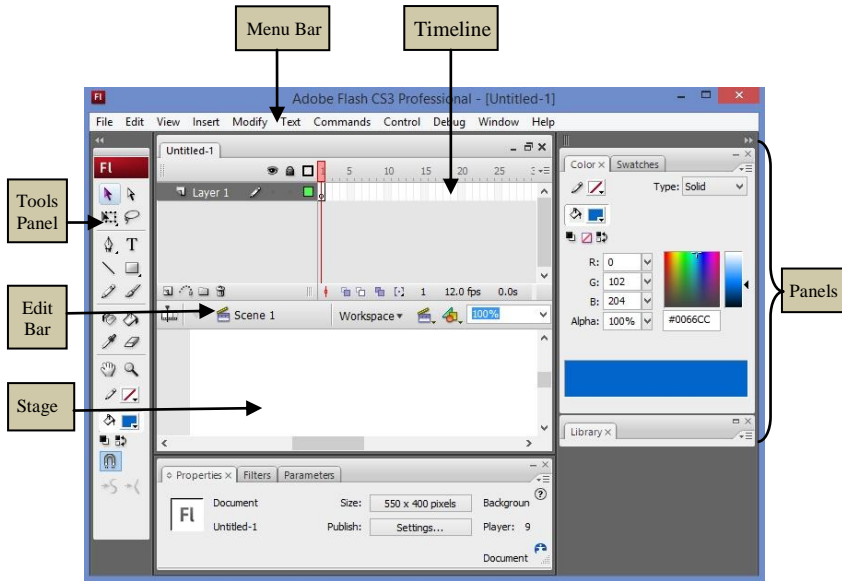 Menu Bar
Timeline
Fl
Adobe Flash CS3 Professional - [Untitled-1]
File Edit View Insert Modify Text Commands Control Debug Window Help
Untitled-1
Fl
1 5 10 15 20 25
Layer 1
Tools
Panel
T
1 12.0 fps 0.0s
Edit
Bar
Scene 1
Workspace
100%
Stage
Color Swatches
Type: Solid
R: 0
G: 102
B: 204
Alpha: 100%
#0066CC
Panels
Library
Properties Filters Parameters
Fl
Document
Size: 550 x 400 pixels
Backgroun
Untitled-1
Publish: Settings...
Player: 9
Document